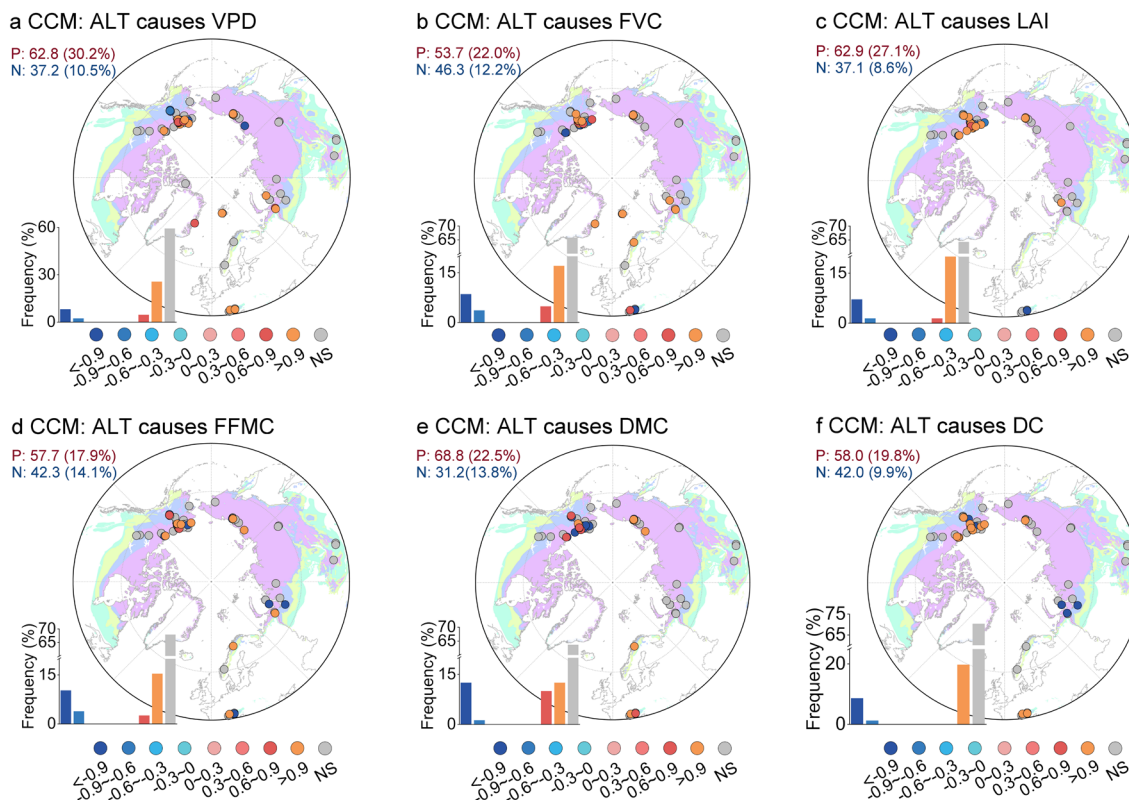 a CCM: ALT causes VPD
P: 62.8 (30.2%)
N: 37.2 (10.5%)
Frequency (%)
60
30
0
<-0.9
-0.9~-0.6
-0.6~-0.3
-0.3~0
0~0.3
0.3~0.6
0.6~0.9
>0.9
NS
b CCM: ALT causes FVC
P: 53.7 (22.0%)
N: 46.3 (12.2%)
Frequency (%)
70
65
15
0
<-0.9
-0.9~-0.6
-0.6~-0.3
-0.3~0
0~0.3
0.3~0.6
0.6~0.9
>0.9
NS
c CCM: ALT causes LAI
P: 62.9 (27.1%)
N: 37.1 (8.6%)
Frequency (%)
70
65
15
0
<-0.9
-0.9~-0.6
-0.6~-0.3
-0.3~0
0~0.3
0.3~0.6
0.6~0.9
>0.9
NS
d CCM: ALT causes FFMC
P: 57.7 (17.9%)
N: 42.3 (14.1%)
Frequency (%)
70
65
15
0
<-0.9
-0.9~-0.6
-0.6~-0.3
-0.3~0
0~0.3
0.3~0.6
0.6~0.9
>0.9
NS
e CCM: ALT causes DMC
P: 68.8 (22.5%)
N: 31.2(13.8%)
Frequency (%)
70
65
15
0
<-0.9
-0.9~-0.6
-0.6~-0.3
-0.3~0
0~0.3
0.3~0.6
0.6~0.9
>0.9
NS
f CCM: ALT causes DC
P: 58.0 (19.8%)
N: 42.0 (9.9%)
Frequency (%)
75
65
20
0
<-0.9
-0.9~-0.6
-0.6~-0.3
-0.3~0
0~0.3
0.3~0.6
0.6~0.9
>0.9
NS